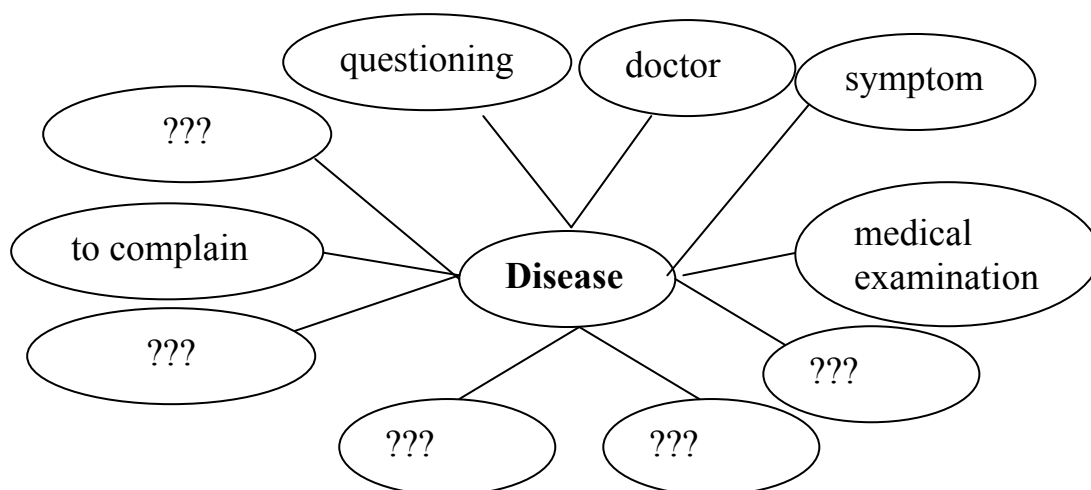 questioning
doctor
symptom
???
to complain
Disease
medical
examination
???
???
???
???